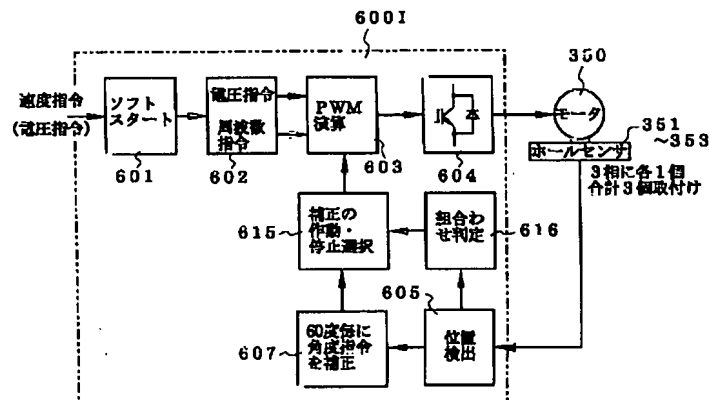 600I
速度指令
(電圧指令)
ソフト
スタート
601
電圧指令
周波数
指令
602
PWM
演算
603
604
350
モータ
351
～353
ホールセンサ
3相に各1個
合計3個取付け
615
補正の
作動・
停止選択
組合わ
せ判定
616
605
607
60度毎に
角度指令
を補正
位置
検出